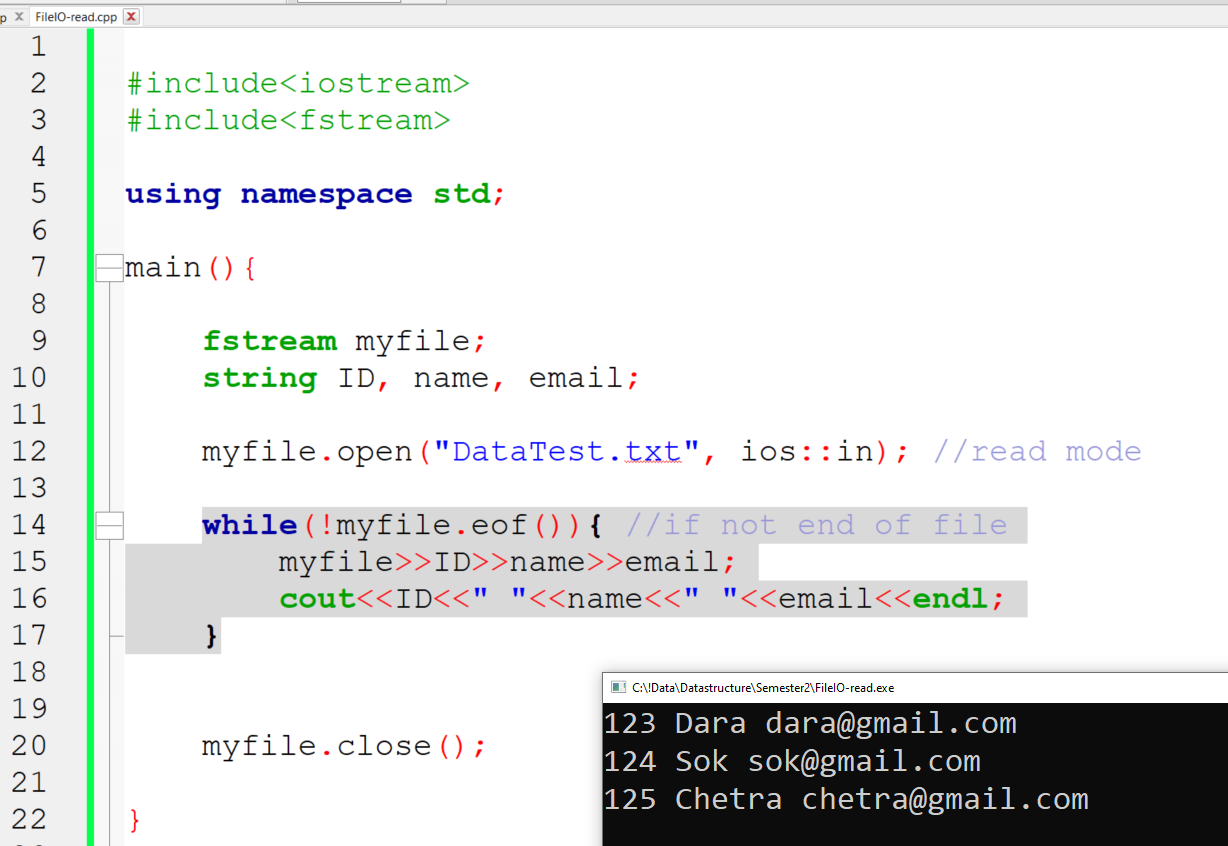 p FileIO-read.cpp
1
2 #include<iostream>
3 #include<fstream>
4
5 using namespace std;
6
7 main(){
8
9 fstream myfile;
10 string ID, name, email;
11
12 myfile.open("DataTest.txt", ios::in); //read mode
13
14 while(!myfile.eof()){ //if not end of file
15 myfile>>ID>>name>>email;
16 cout<<ID<<" "<<name<<" "<<email<<endl;
17 }
18
19
20 myfile.close();
21
22 }
C:\!Data\Datastructure\Semester2\FileIO-read.exe
123 Dara dara@gmail.com
124 Sok sok@gmail.com
125 Chetra chetra@gmail.com